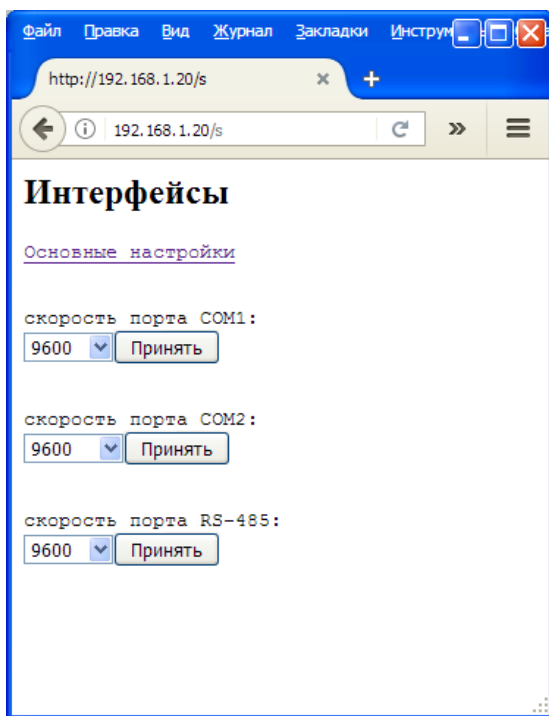 Файл Правка Вид Журнал Закладки
http://192.168.1.20/s
192.168.1.20/s
Интерфейсы
Основные настройки
скорость порта COM1:
9600 Принять
скорость порта COM2:
9600 Принять
скорость порта RS-485:
9600 Принять